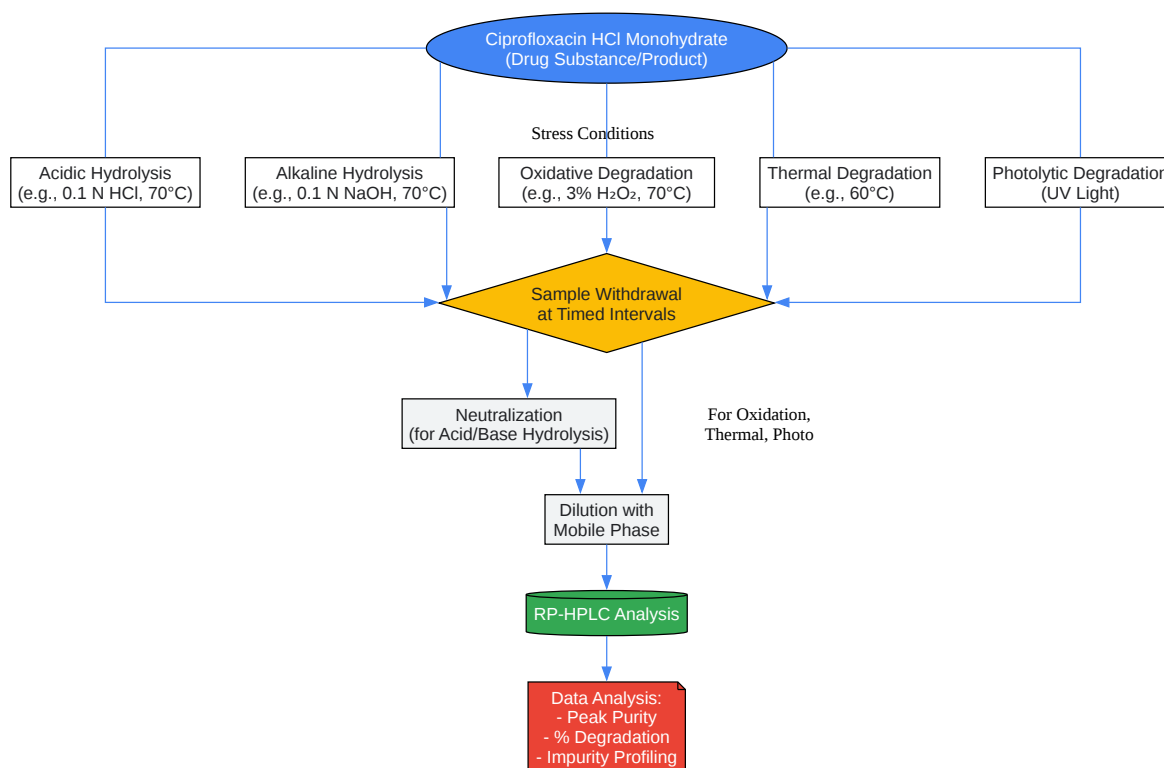 Ciprofloxacin HCl Monohydrate
(Drug Substance/Product)
Stress Conditions
Acidic Hydrolysis
(e.g., 0.1 N HCl, 70°C)
Alkaline Hydrolysis
(e.g., 0.1 N NaOH, 70°C)
Oxidative Degradation
(e.g., 3% H₂O₂, 70°C)
Thermal Degradation
(e.g., 60°C)
Photolytic Degradation
(UV Light)
Sample Withdrawal
at Timed Intervals
Neutralization
(for Acid/Base Hydrolysis)
For Oxidation,
Thermal, Photo
Dilution with
Mobile Phase
RP-HPLC Analysis
Data Analysis:
- Peak Purity
- % Degradation
- Impurity Profiling